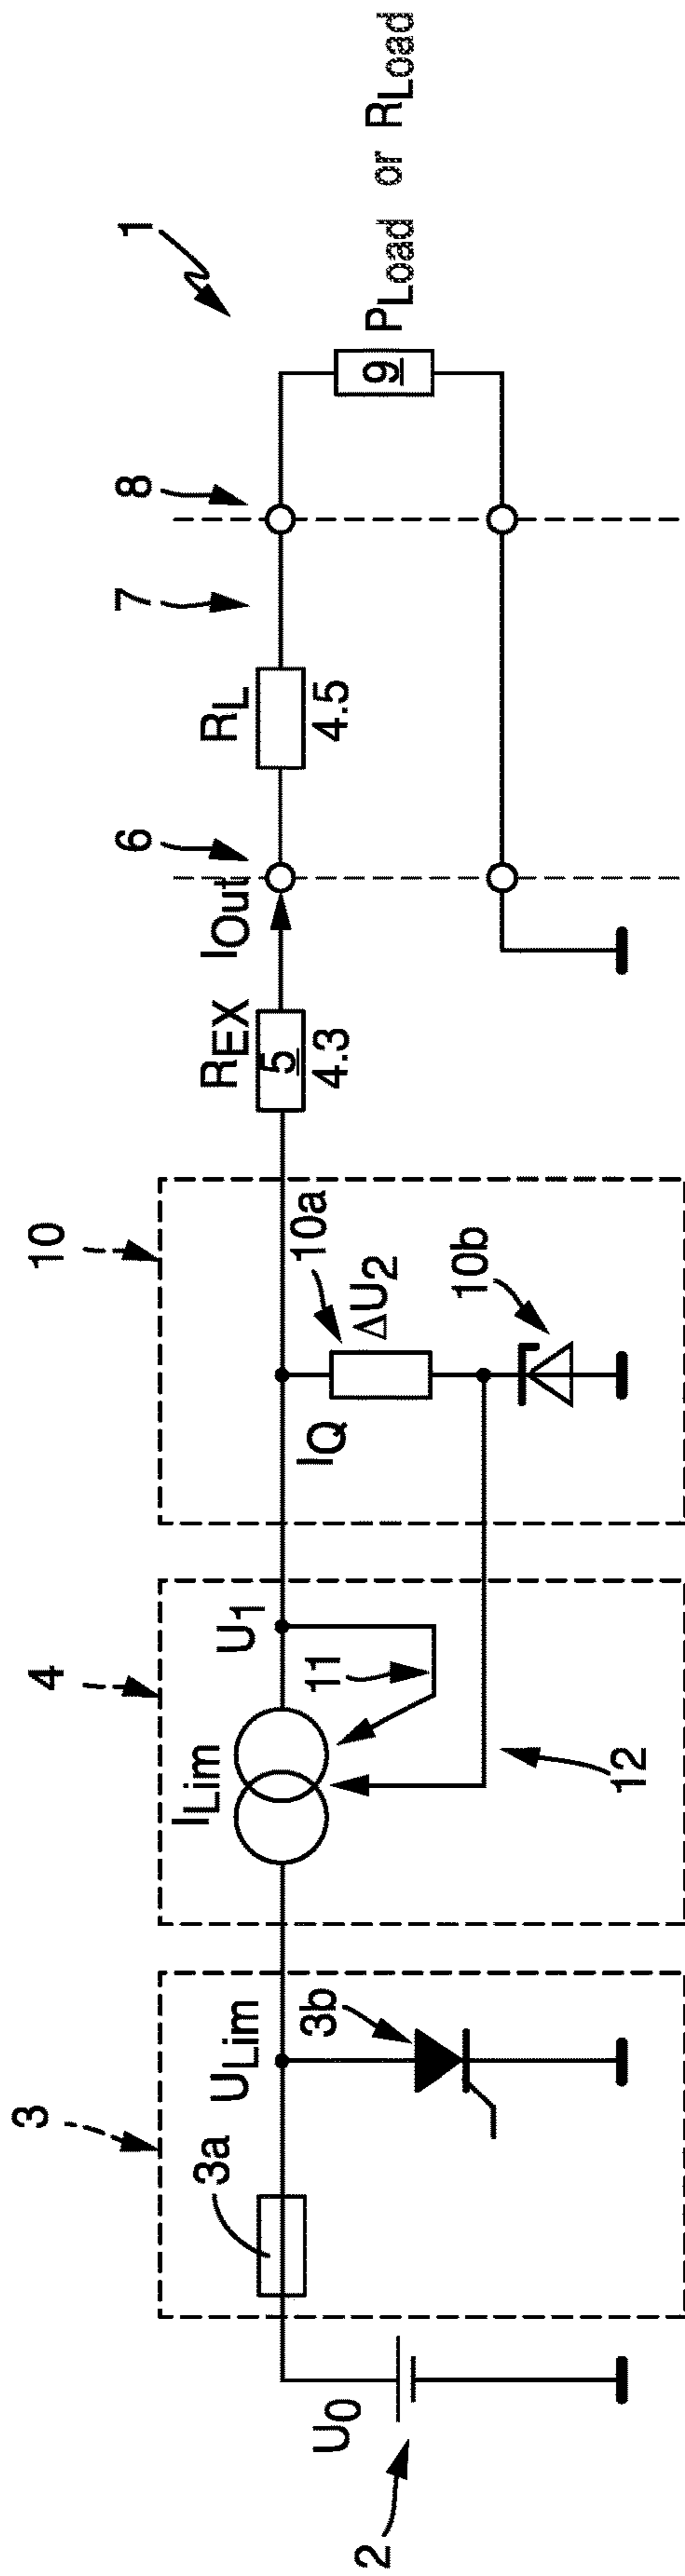 1
P_Load or R_Load
9
8
7
R_L
4.5
6
I_Out
R_EX
5
4.3
10
10a
ΔU_2
10b
I_Q
4
U_1
11
I_Lim
12
3
U_Lim
3b
3a
U_0
2